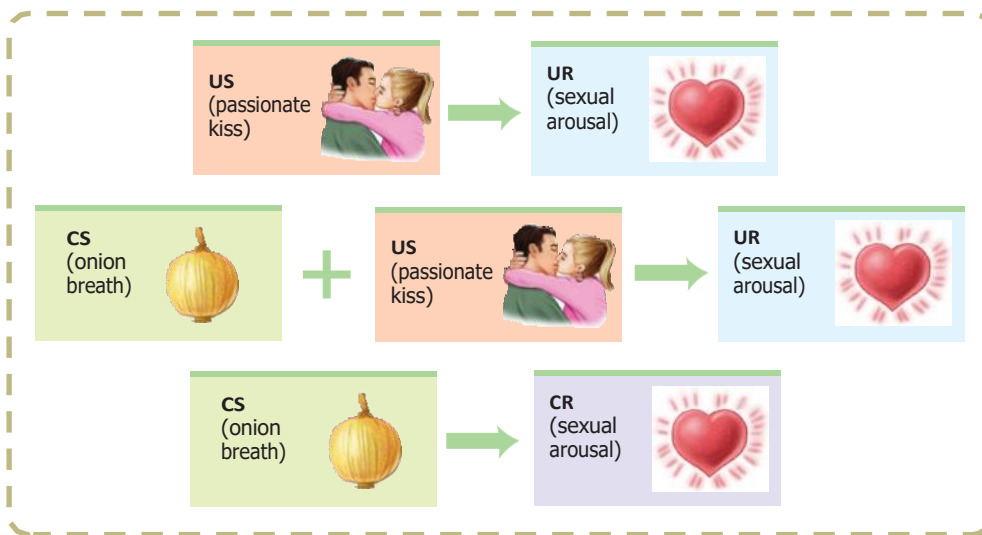 US
(passionate
kiss)
UR
(sexual
arousal)
CS
(onion
breath)
US
(passionate
kiss)
UR
(sexual
arousal)
CS
(onion
breath)
CR
(sexual
arousal)